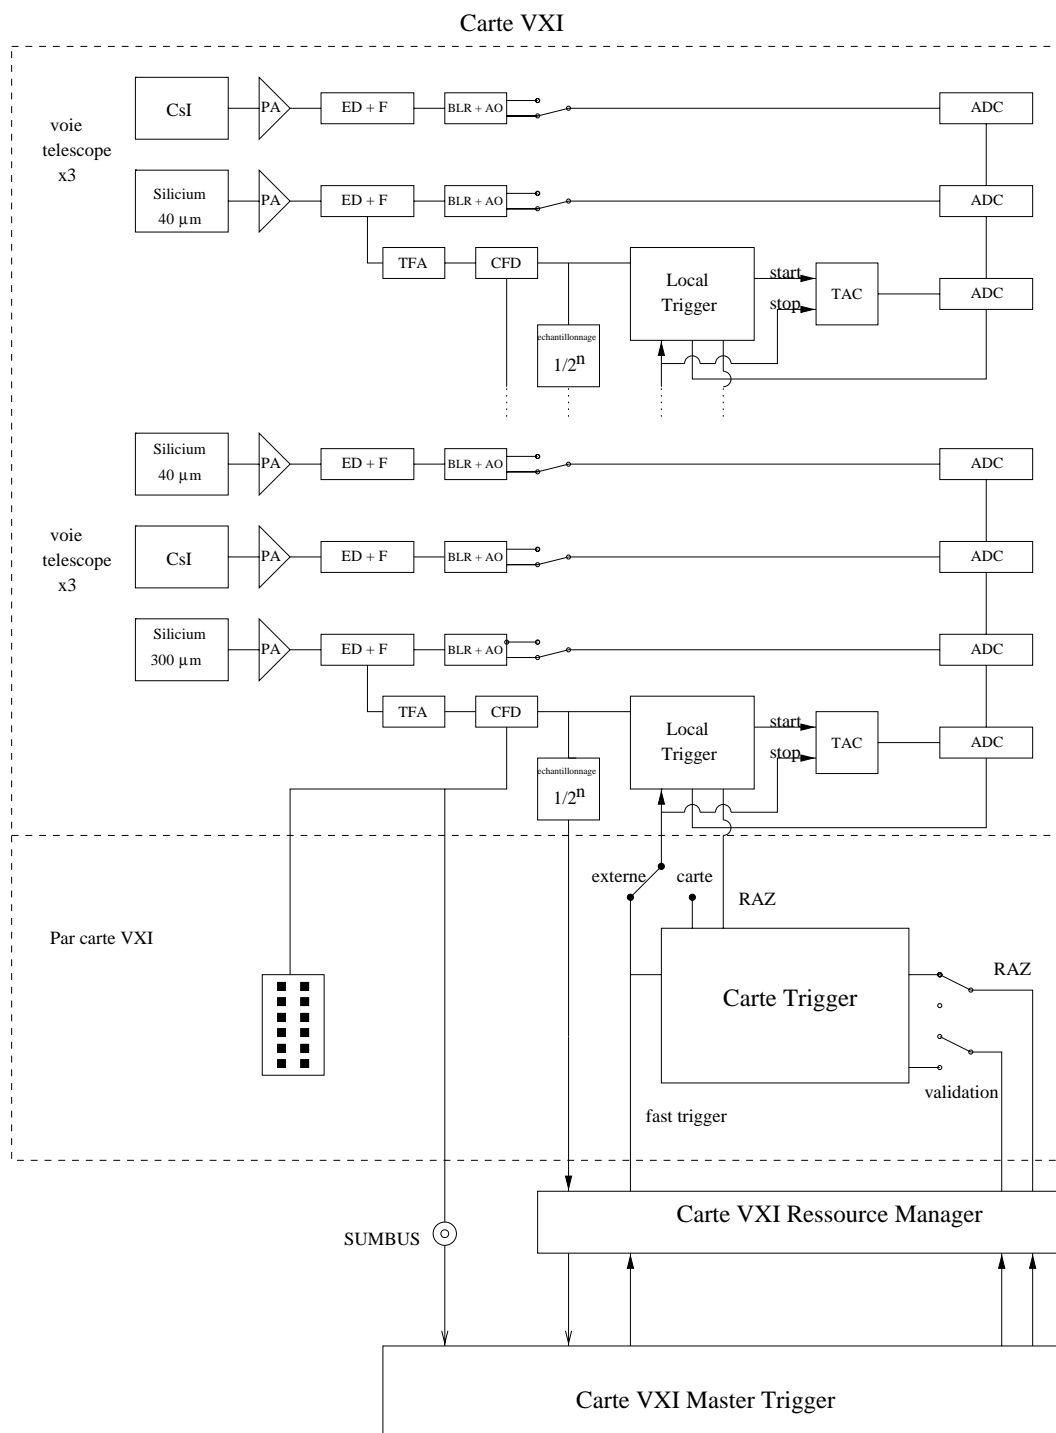 Carte VXI
CsI
PA
ED + F
BLR + AO
ADC
voie
telescope
x3
Silicium
40 µm
PA
ED + F
BLR + AO
ADC
TFA
CFD
Local
Trigger
start
stop
TAC
ADC
echantillonnage
1/2n
Silicium
40 µm
PA
ED + F
BLR + AO
ADC
voie
telescope
x3
CsI
PA
ED + F
BLR + AO
ADC
Silicium
300 µm
PA
ED + F
BLR + AO
ADC
TFA
CFD
Local
Trigger
start
stop
TAC
ADC
echantillonnage
1/2n
externe
carte
RAZ
Par carte VXI
Carte Trigger
RAZ
validation
fast trigger
Carte VXI Ressource Manager
SUMBUS
Carte VXI Master Trigger